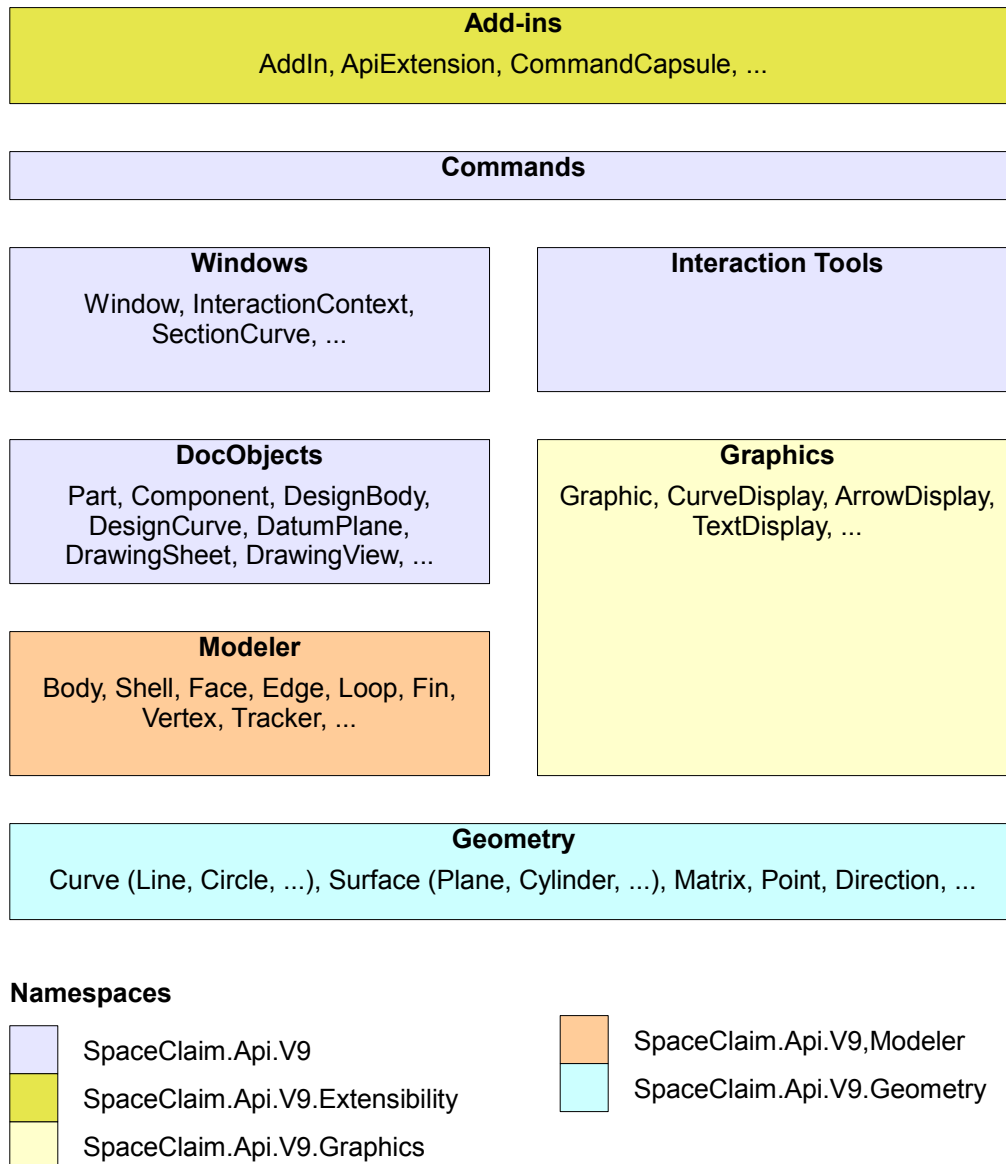 Add-ins
AddIn, ApiExtension, CommandCapsule, ...
Commands
Windows
Window, InteractionContext,
SectionCurve, ...
Interaction Tools
DocObjects
Part, Component, DesignBody,
DesignCurve, DatumPlane,
DrawingSheet, DrawingView, ...
Graphics
Graphic, CurveDisplay, ArrowDisplay,
TextDisplay, ...
Modeler
Body, Shell, Face, Edge, Loop, Fin,
Vertex, Tracker, ...
Geometry
Curve (Line, Circle, ...), Surface (Plane, Cylinder, ...), Matrix, Point, Direction, ...
Namespaces
SpaceClaim.Api.V9
SpaceClaim.Api.V9.Extensibility
SpaceClaim.Api.V9.Graphics
SpaceClaim.Api.V9,Modeler
SpaceClaim.Api.V9.Geometry